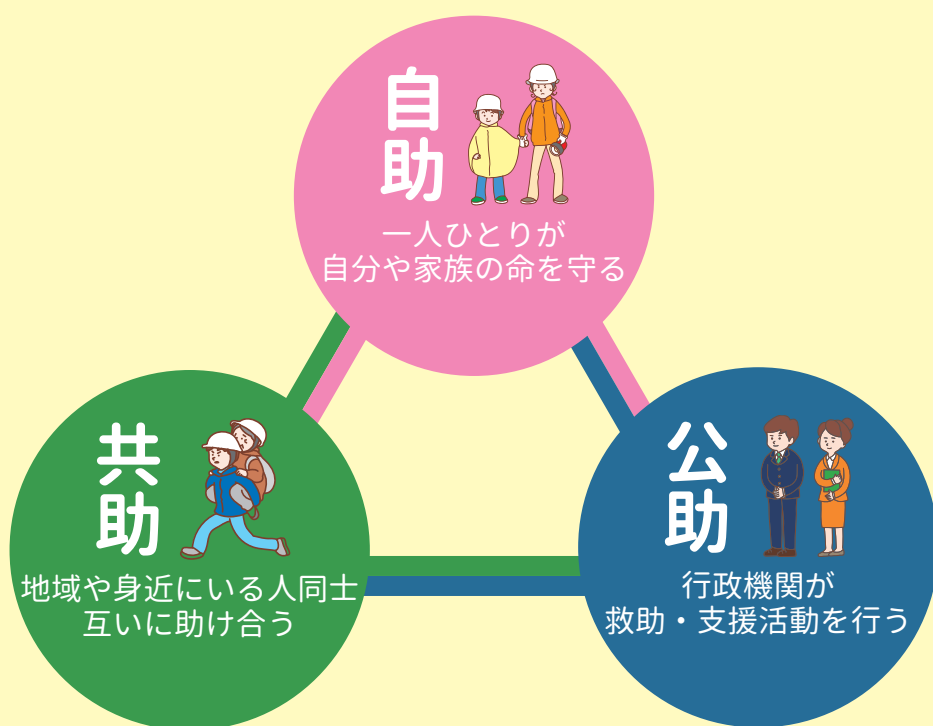 自助
一人ひとりが
自分や家族の命を守る
共助
地域や身近にいる人同士
互いに助け合う
公助
行政機関が
救助・支援活動を行う